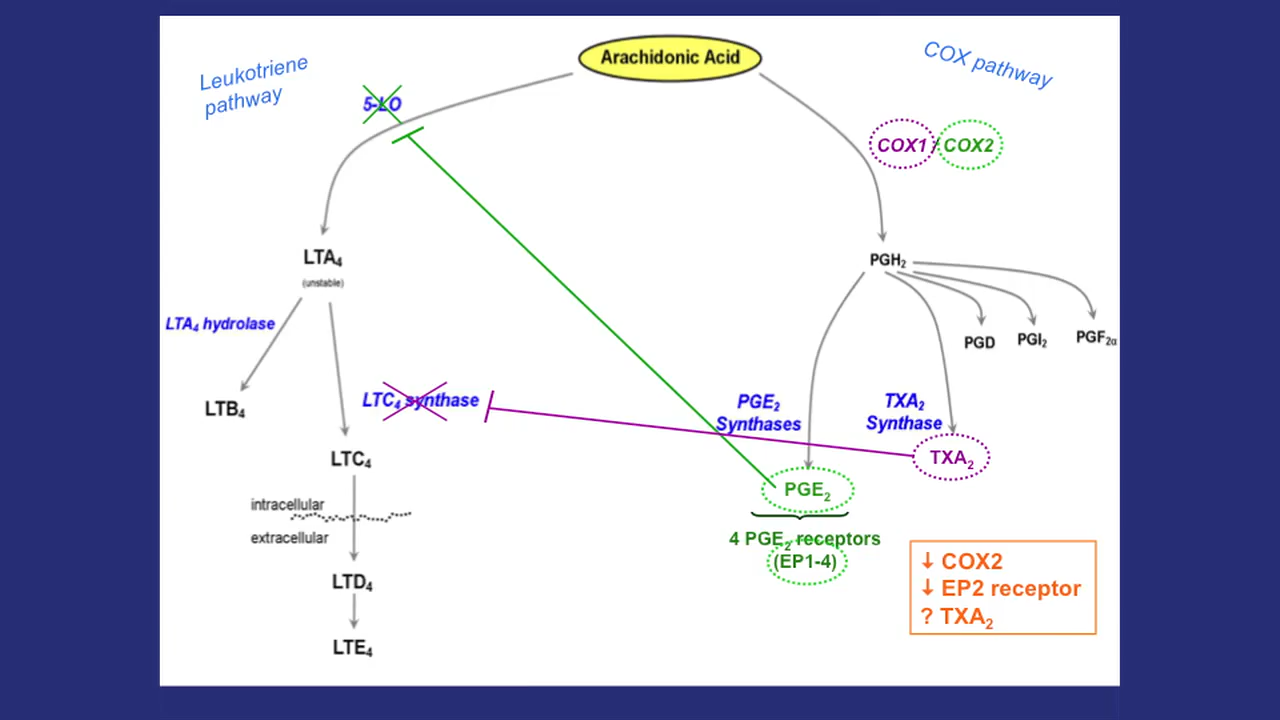 Arachidonic Acid
Leukotriene
pathway
COX pathway
5-LO
COX1 / COX2
LTA₄
(unstable)
PGH₂
LTA₄ hydrolase
PGD
PGI₂
PGF₂α
LTB₄
LTC₄ synthase
PGE₂
Synthases
TXA₂
Synthase
LTC₄
TXA₂
PGE₂
intracellular
extracellular
4 PGE₂ receptors
(EP1-4)
LTD₄
LTE₄
↓ COX2
↓ EP2 receptor
? TXA₂